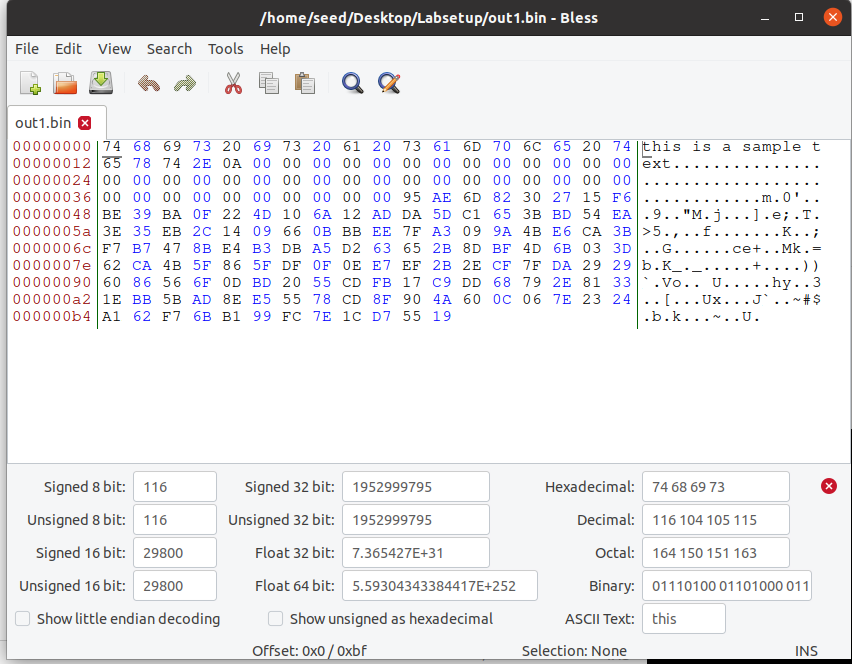 /home/seed/Desktop/Labsetup/out1.bin - Bless
File Edit View Search Tools Help
out1.bin
00000000 74 68 69 73 20 69 73 20 61 20 73 61 6D 70 6C 65 20 74 this is a sample t
00000012 65 78 74 2E 0A 00 00 00 00 00 00 00 00 00 00 00 00 00 ext...............
00000024 00 00 00 00 00 00 00 00 00 00 00 00 00 00 00 00 00 00 ..................
00000036 00 00 00 00 00 00 00 00 00 00 95 AE 6D 82 30 27 15 F6 ............m.0'..
00000048 BE 39 BA 0F 22 4D 10 6A 12 AD DA 5D C1 65 3B BD 54 EA .9.."M.j...].e;.T.
0000005a 3E 35 EB 2C 14 09 66 0B BB EE 7F A3 09 9A 4B E6 CA 3B >5.,..f.......K..;
0000006c F7 B7 47 8B E4 B3 DB A5 D2 63 65 2B 8D BF 4D 6B 03 3D ..G......ce+..Mk.=
0000007e 62 CA 4B 5F 86 5F DF 0F 0E E7 EF 2B 2E CF 7F DA 29 29 b.K_._.....+....))
00000090 60 86 56 6F 0D BD 20 55 CD FB 17 C9 DD 68 79 2E 81 33 `.Vo.. U.....hy..3
000000a2 1E BB 5B AD 8E E5 55 78 CD 8F 90 4A 60 0C 06 7E 23 24 ..[...Ux...J`..~#$
000000b4 A1 62 F7 6B B1 99 FC 7E 1C D7 55 19 .b.k...~..U.
Signed 8 bit: 116 Signed 32 bit: 1952999795 Hexadecimal: 74 68 69 73
Unsigned 8 bit: 116 Unsigned 32 bit: 1952999795 Decimal: 116 104 105 115
Signed 16 bit: 29800 Float 32 bit: 7.365427E+31 Octal: 164 150 151 163
Unsigned 16 bit: 29800 Float 64 bit: 5.59304343384417E+252 Binary: 01110100 01101000 011
Show little endian decoding Show unsigned as hexadecimal ASCII Text: this
Offset: 0x0 / 0xbf Selection: None INS